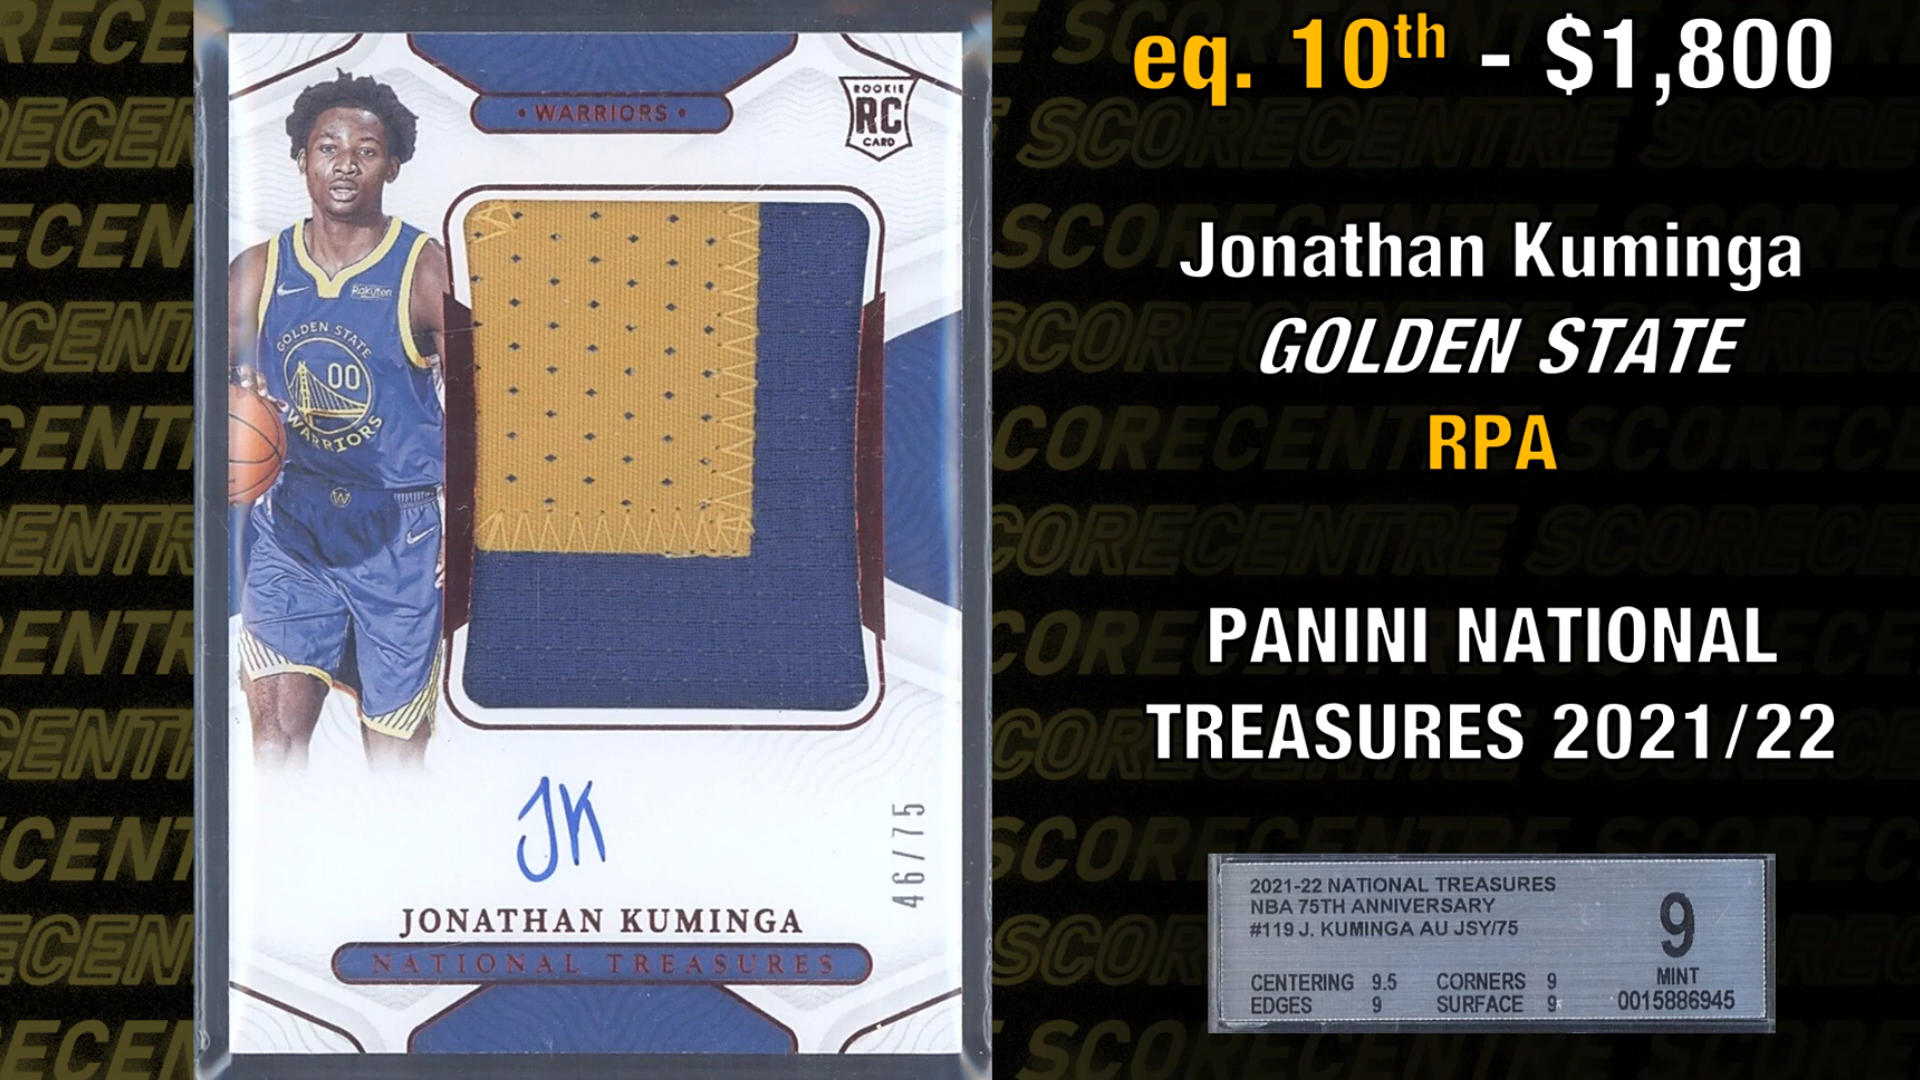 eq. 10th - $1,800
Jonathan Kuminga
GOLDEN STATE
RPA
PANINI NATIONAL
TREASURES 2021/22
• WARRIORS •
ROOKIE
RC
CARD
Rakuten
GOLDEN STATE
00
WARRIORS
JK
46/75
JONATHAN KUMINGA
NATIONAL TREASURES
2021-22 NATIONAL TREASURES
NBA 75TH ANNIVERSARY
#119 J. KUMINGA AU JSY/75
9
MINT
0015886945
CENTERING 9.5 CORNERS 9
EDGES 9 SURFACE 9
SCORECENTRE